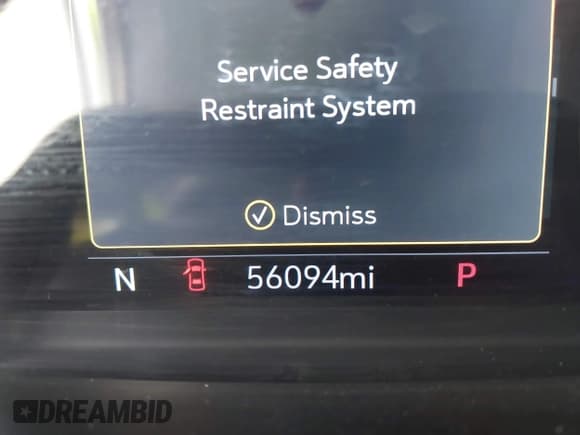 Service Safety
Restraint System
Dismiss
N 56094mi P
DREAMBID